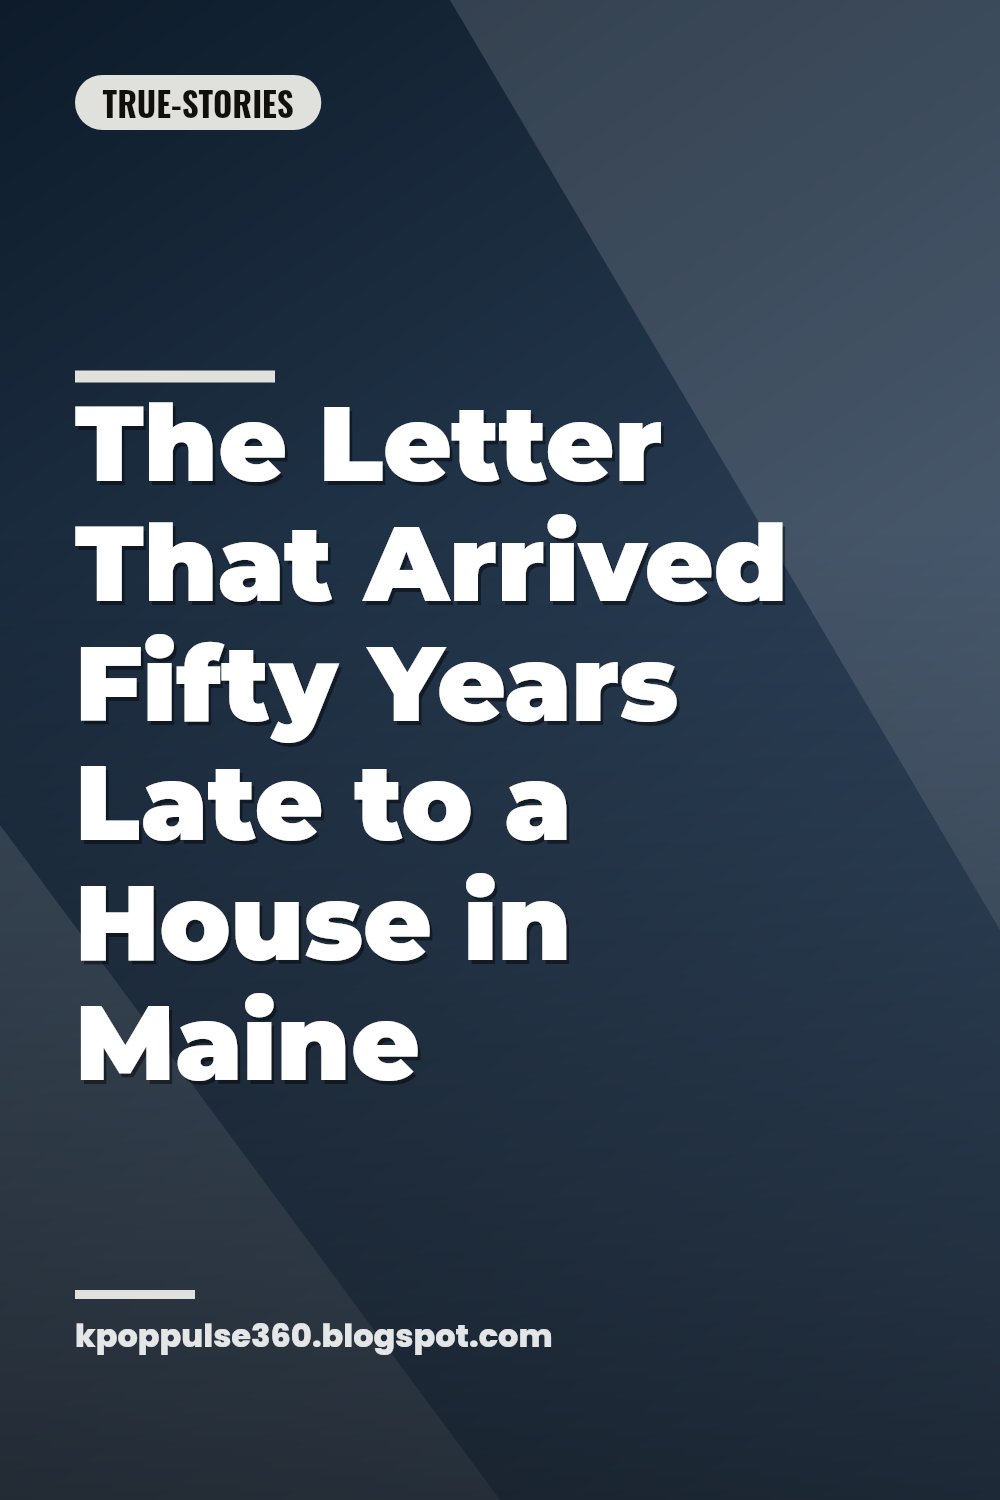 TRUE-STORIES
The Letter
That Arrived
Fifty Years
Late to a
House in
Maine
kpoppulse360.blogspot.com